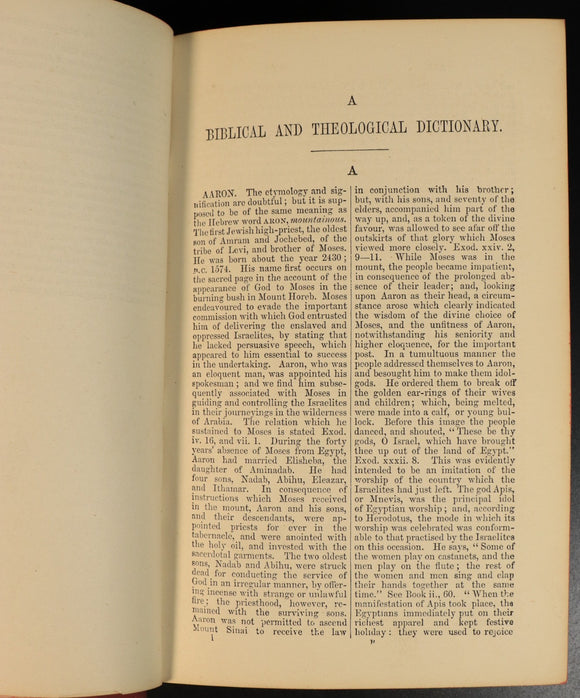 A
BIBLICAL AND THEOLOGICAL DICTIONARY.
A
AARON. The etymology and sig-
nification are doubtful; but it is sup-
posed to be of the same meaning as
the Hebrew word ARON, mountainous.
The first Jewish high-priest, the oldest
son of Amram and Jochebed, of the
tribe of Levi, and brother of Moses.
He was born about the year 2430;
B.C. 1574. His name first occurs on
the sacred page in the account of the
appearance of God to Moses in the
burning bush in Mount Horeb. Moses
endeavoured to evade the important
commission with which God entrusted
him of delivering the enslaved and
oppressed Israelites, by stating that
he lacked persuasive speech, which
appeared to him essential to success
in the undertaking. Aaron, who was
an eloquent man, was appointed his
spokesman; and we find him subse-
quently associated with Moses in
guiding and controlling the Israelites
in their journeyings in the wilderness
of Arabia. The relation which he
sustained to Moses is stated Exod.
iv. 16, and vii. 1. During the forty
years' absence of Moses from Egypt,
Aaron had married Elisheba, the
daughter of Aminadab. He had
four sons, Nadab, Abihu, Eleazar,
and Ithamar. In consequence of
instructions which Moses received
in the mount, Aaron and his sons,
and their descendants, were ap-
pointed priests for ever in the
tabernacle, and were anointed with
the holy oil, and invested with the
sacerdotal garments. The two oldest
sons, Nadab and Abihu, were struck
dead for conducting the service of
God in an irregular manner, by offer-
ing incense with strange or unlawful
fire; the priesthood, however, re-
mained with the surviving sons.
Aaron was not permitted to ascend
Mount Sinai to receive the law
in conjunction with his brother;
but, with his sons, and seventy of the
elders, accompanied him part of the
way up, and, as a token of the divine
favour, was allowed to see afar off the
outskirts of that glory which Moses
viewed more closely. Exod. xxiv. 2,
9—11. While Moses was in the
mount, the people became impatient,
in consequence of the prolonged ab-
sence of their leader; and, looking
upon Aaron as their head, a circum-
stance arose which clearly indicated
the wisdom of the divine choice of
Moses, and the unfitness of Aaron,
notwithstanding his seniority and
higher eloquence, for the important
post. In a tumultuous manner the
people addressed themselves to Aaron,
and besought him to make them idol-
gods. He ordered them to break off
the golden ear-rings of their wives
and children; which, being melted,
were made into a calf, or young bul-
lock. Before this image the people
danced, and shouted, "These be thy
gods, O Israel, which have brought
thee up out of the land of Egypt."
Exod. xxxii. 8. This was evidently
intended to be an imitation of the
worship of the country which the
Israelites had just left. The god Apis,
or Mnevis, was the principal idol
of Egyptian worship; and, according
to Herodotus, the mode in which its
worship was celebrated was conform-
able to that practised by the Israelites
on this occasion. He says, "Some of
the women play on castanets, and the
men play on the flute; the rest of
the women and men sing and clap
their hands together at the same
time." See Book ii., 60. "When the
manifestation of Apis took place, the
Egyptians immediately put on their
richest apparel and kept festive
holiday: they were used to rejoice